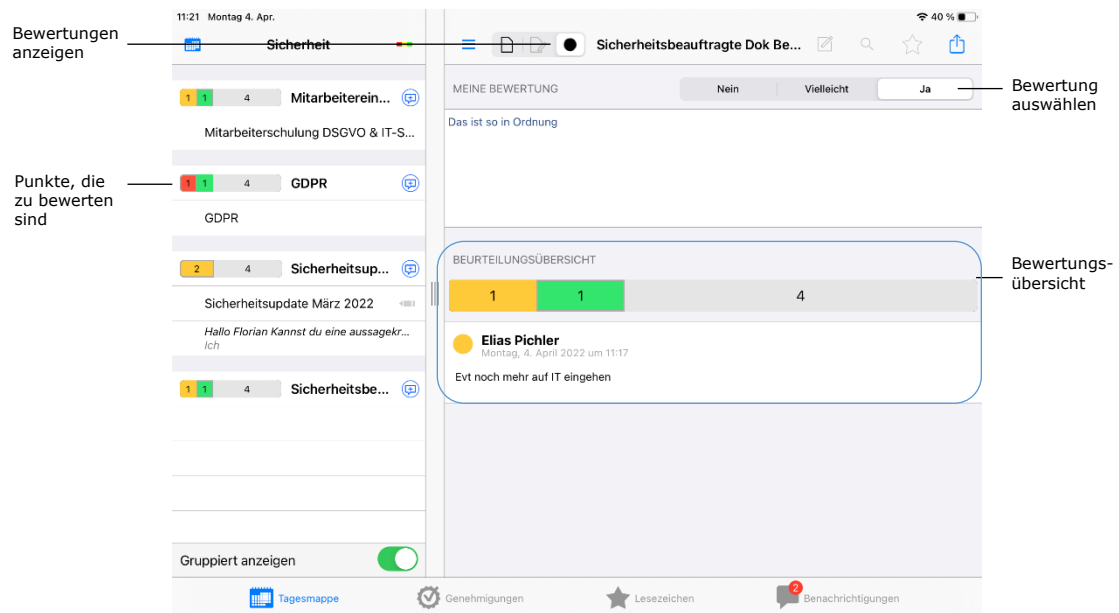 11:21 Montag 4. Apr.
40 %
Bewertungen
anzeigen
Sicherheit
Sicherheitsbeauftragte Dok Be...
1 1 4 Mitarbeiterein...
Mitarbeiterschulung DSGVO & IT-S...
Punkte, die
zu bewerten
sind
1 1 4 GDPR
GDPR
2 4 Sicherheitsup...
Sicherheitsupdate März 2022
Hallo Florian Kannst du eine aussagekr...
Ich
1 1 4 Sicherheitsbe...
Gruppiert anzeigen
MEINE BEWERTUNG
Nein Vielleicht Ja
Bewertung
auswählen
Das ist so in Ordnung
BEURTEILUNGSÜBERSICHT
1 1 4
Bewertungs-
übersicht
Elias Pichler
Montag, 4. April 2022 um 11:17
Evt noch mehr auf IT eingehen
Tagesmappe
Genehmigungen
Lesezeichen
2
Benachrichtigungen